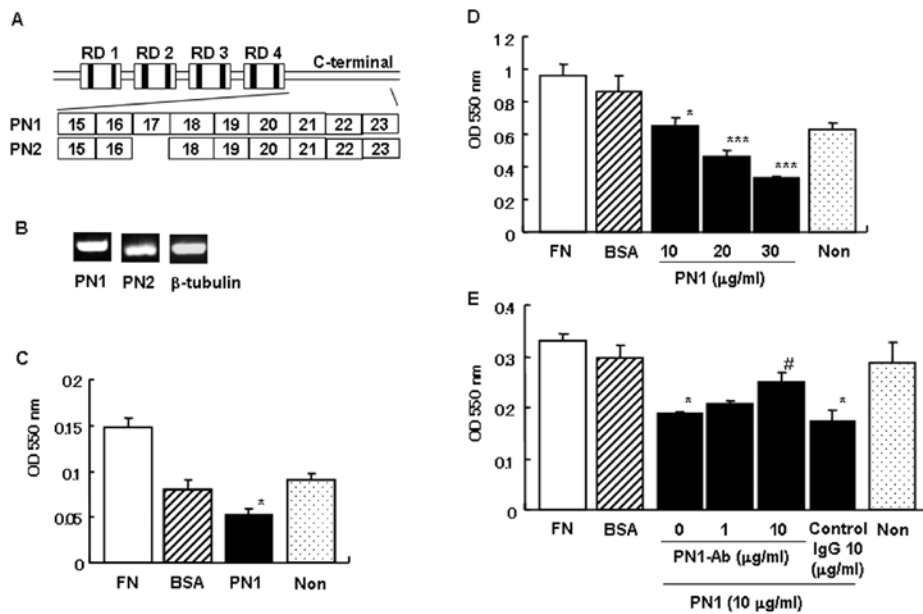 A
RD 1 RD 2 RD 3 RD 4
C-terminal
PN1 15 16 17 18 19 20 21 22 23
PN2 15 16 18 19 20 21 22 23
B
PN1 PN2 β-tubulin
C
OD 550 nm
02
0.15
0.1
0.05
0
*
FN BSA PN1 Non
D
OD 550 nm
1.2
1
0.8
0.6
0.4
0.2
0
* *** ***
FN BSA 10 20 30 Non
PN1 (μg/ml)
E
OD 550 nm
0.4
0.3
0.2
0.1
0
* # *
FN BSA 0 1 10 Control Non
IgG 10
PN1-Ab (μg/ml) (μg/ml)
PN1 (10 μg/ml)